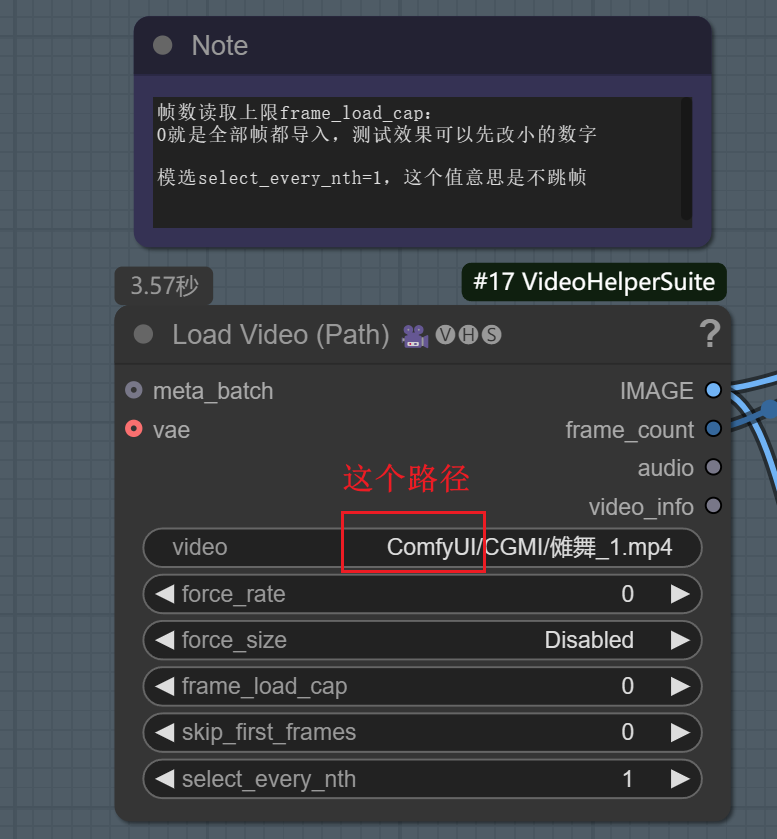 Note
帧数读取上限frame_load_cap:
0就是全部帧都导入，测试效果可以先改小的数字
模选select_every_nth=1，这个值意思是不跳帧
3.57秒
#17 VideoHelperSuite
Load Video (Path) 🎥🅥🅗🅢
?
meta_batch
IMAGE
vae
frame_count
audio
video_info
这个路径
video ComfyUI/CGMI/傩舞_1.mp4
force_rate 0
force_size Disabled
frame_load_cap 0
skip_first_frames 0
select_every_nth 1